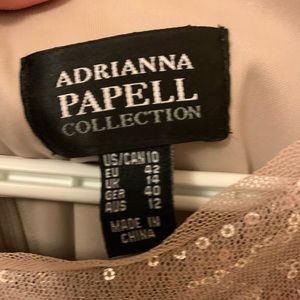 ADRIANNA
PAPELL
COLLECTION
US/CAN 10
EU 42
UK 14
GER 40
AUS 12
MADE IN
CHINA